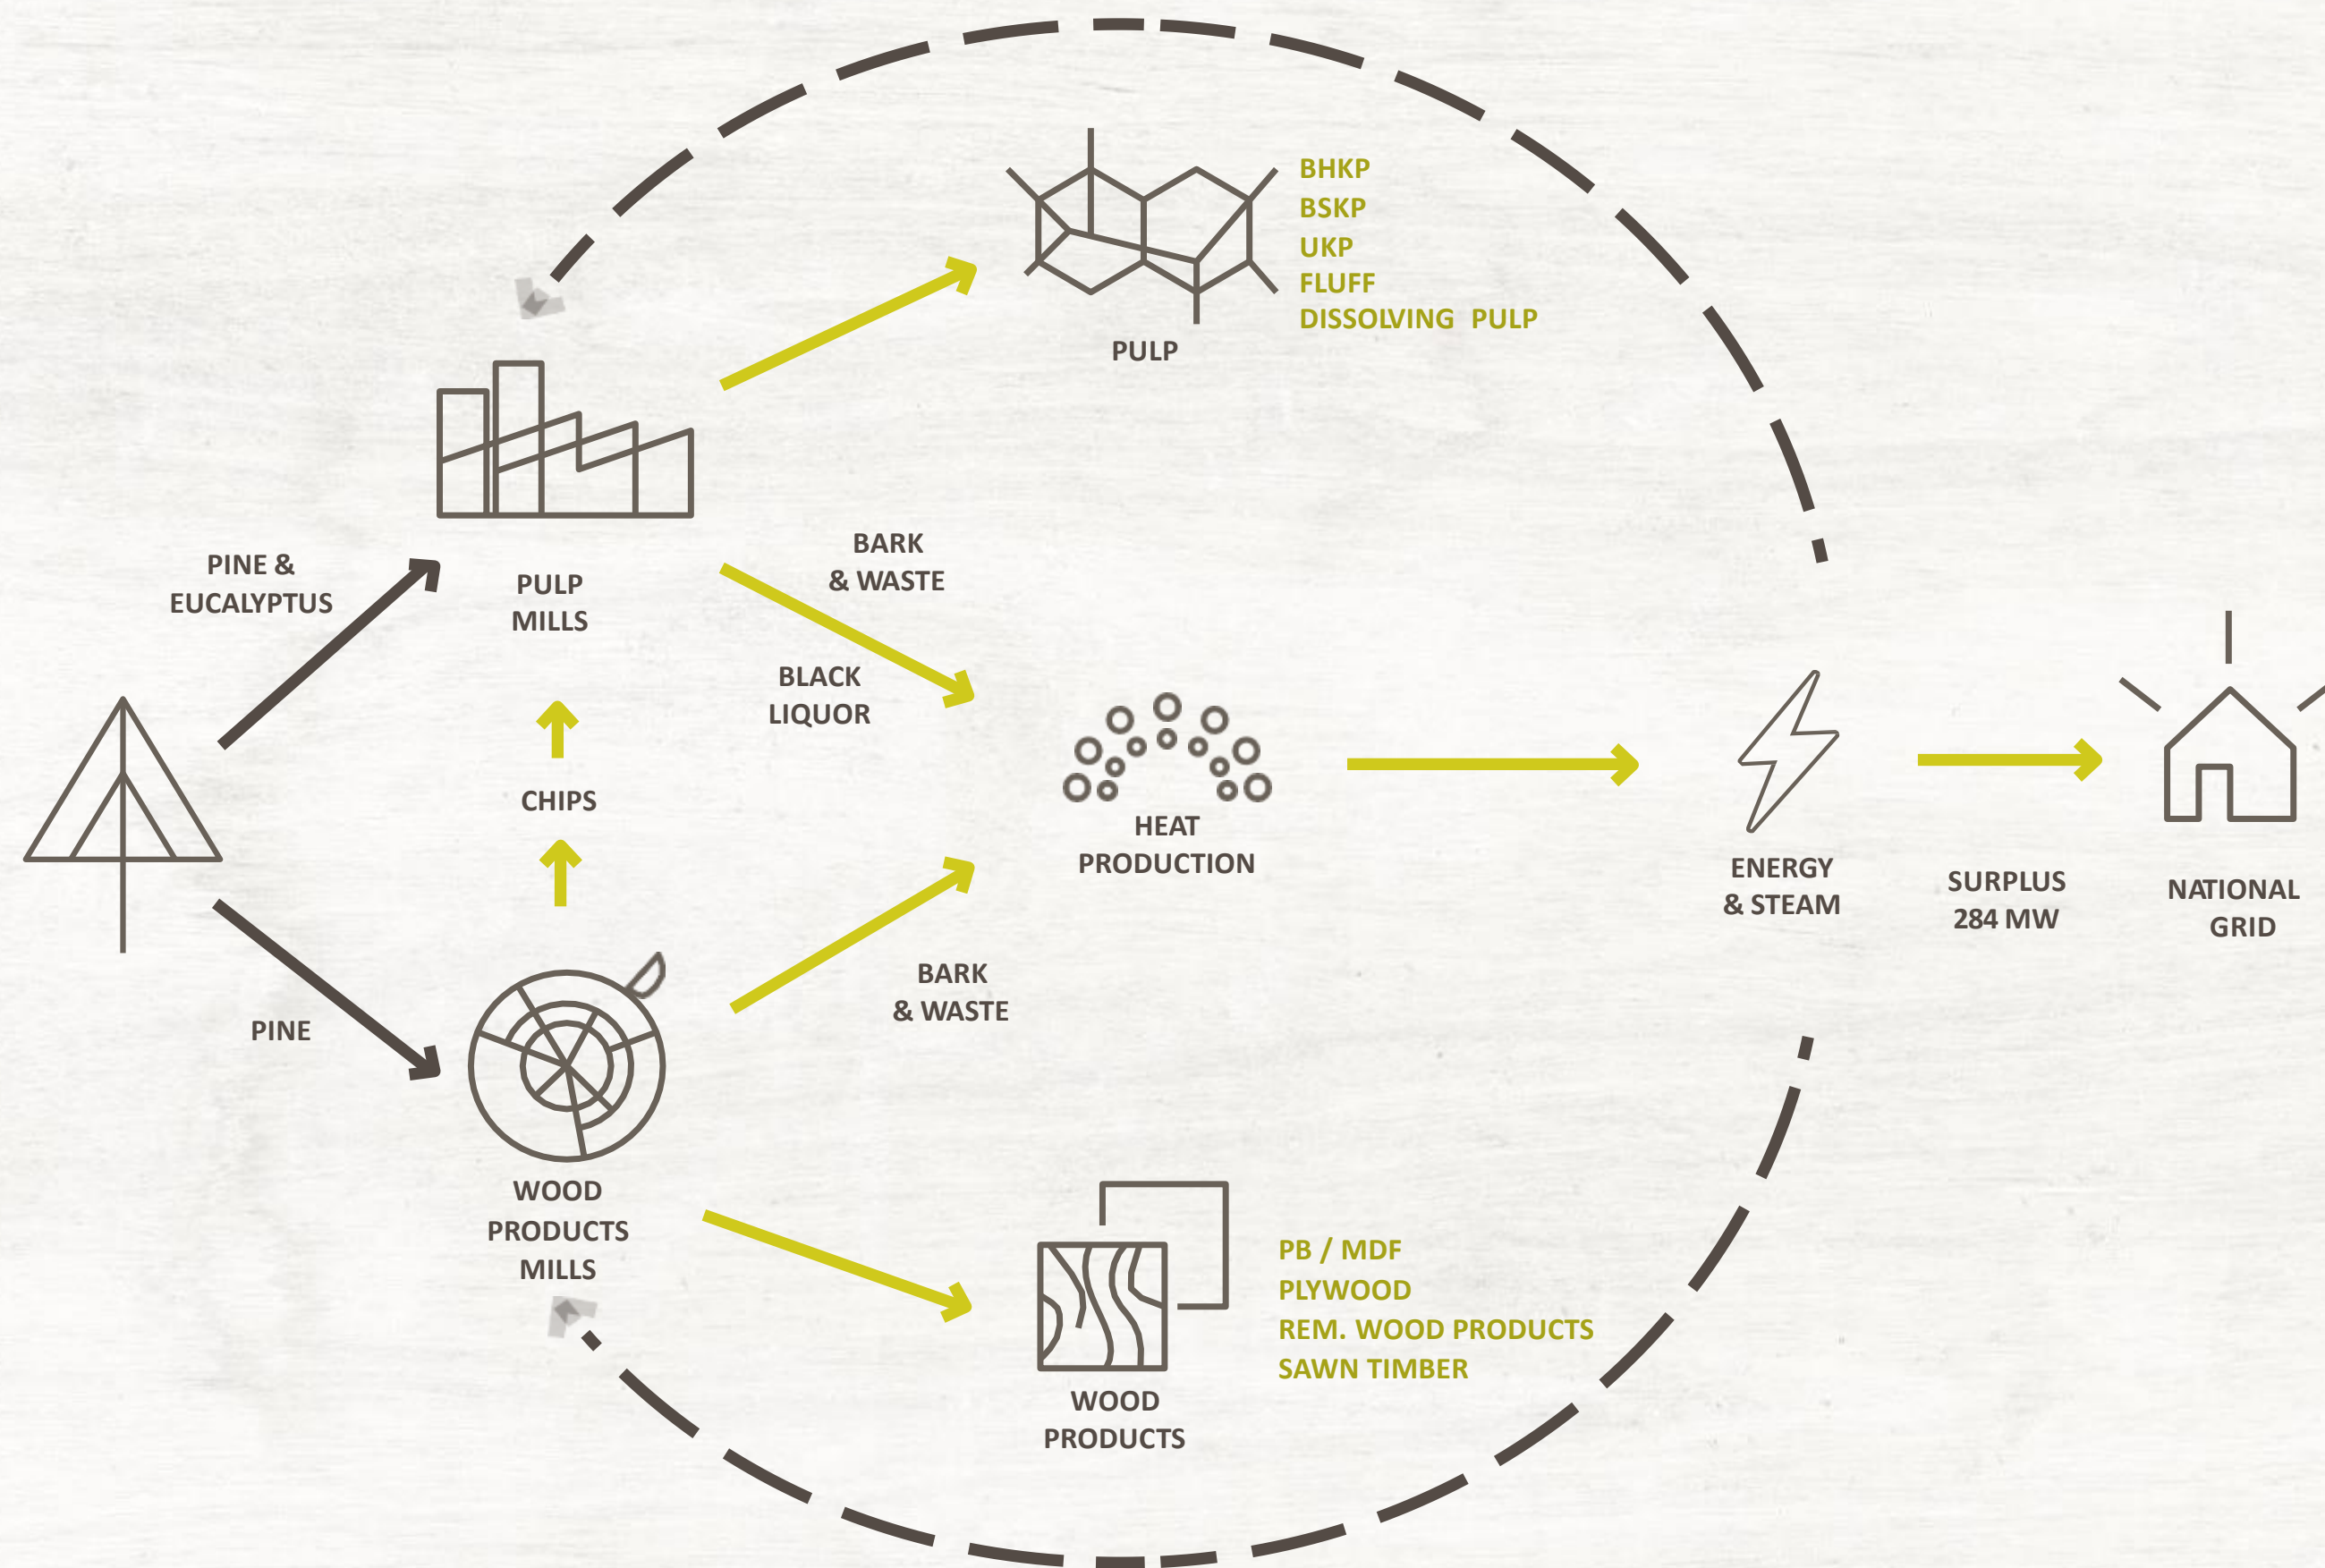 BHKP
BSKP
UKP
FLUFF
DISSOLVING PULP
PULP
PINE &
EUCALYPTUS
PULP
MILLS
BARK
& WASTE
BLACK
LIQUOR
CHIPS
HEAT
PRODUCTION
ENERGY
& STEAM
SURPLUS
284 MW
NATIONAL
GRID
BARK
& WASTE
PINE
WOOD
PRODUCTS
MILLS
PB / MDF
PLYWOOD
REM. WOOD PRODUCTS
SAWN TIMBER
WOOD
PRODUCTS